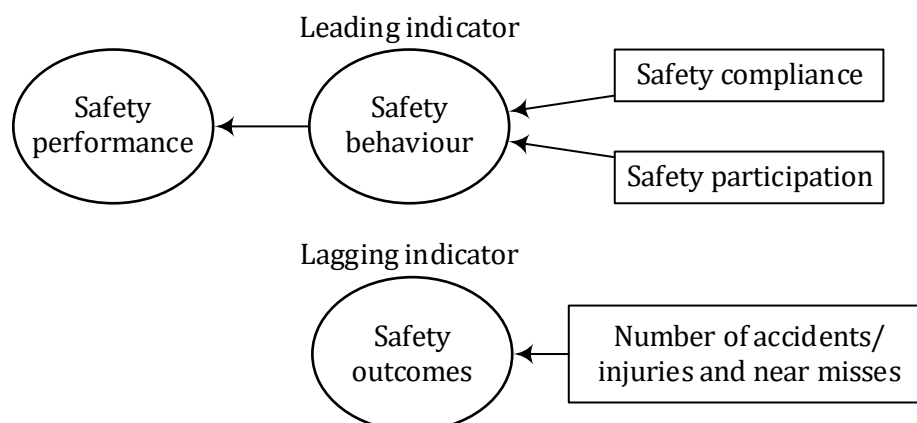 Leading indicator
Safety
performance
Safety
behaviour
Safety compliance
Safety participation
Lagging indicator
Safety
outcomes
Number of accidents/
injuries and near misses